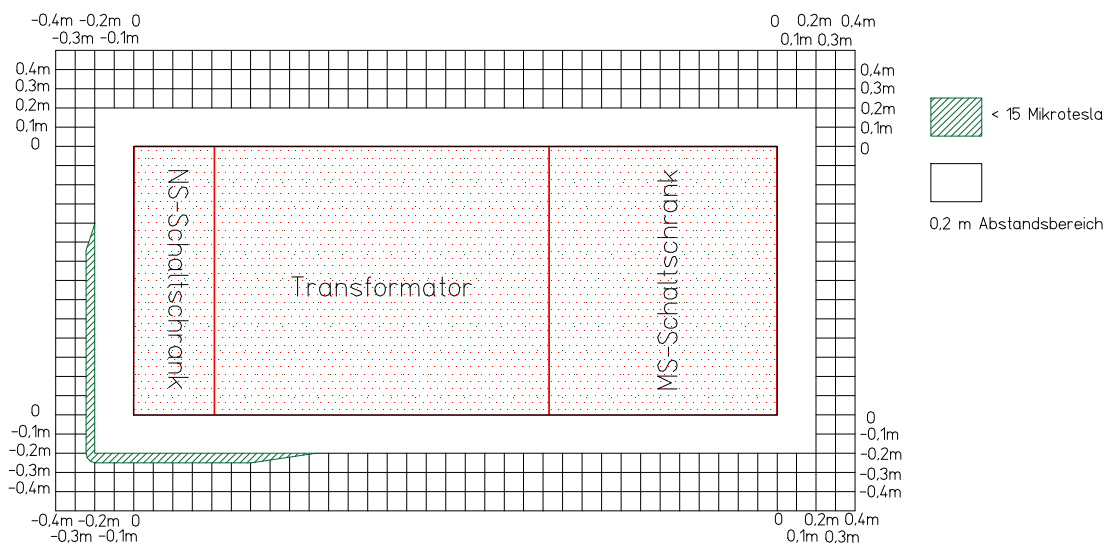 -0,4m -0,2m 0
-0,3m -0,1m
0 0,2m 0,4m
0,1m 0,3m
0,4m
0,3m
0,2m
0,1m
0
0,4m
0,3m
0,2m
0,1m
0
< 15 Mikrotesla
0,2 m Abstandsbereich
NS-Schaltschrank
Transformator
MS-Schaltschrank
0
-0,1m
-0,2m
-0,3m
-0,4m
0
-0,1m
-0,2m
-0,3m
-0,4m
-0,4m -0,2m 0
-0,3m -0,1m
0 0,2m 0,4m
0,1m 0,3m